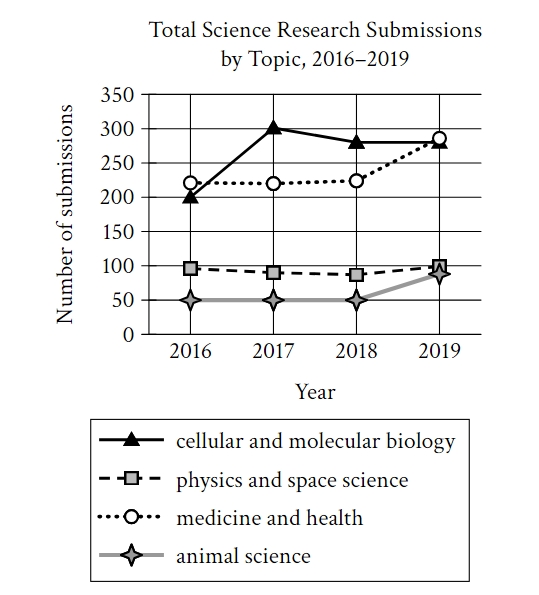 Total Science Research Submissions
by Topic, 2016–2019
Number of submissions
350
300
250
200
150
100
50
0
2016 2017 2018 2019
Year
cellular and molecular biology
physics and space science
medicine and health
animal science